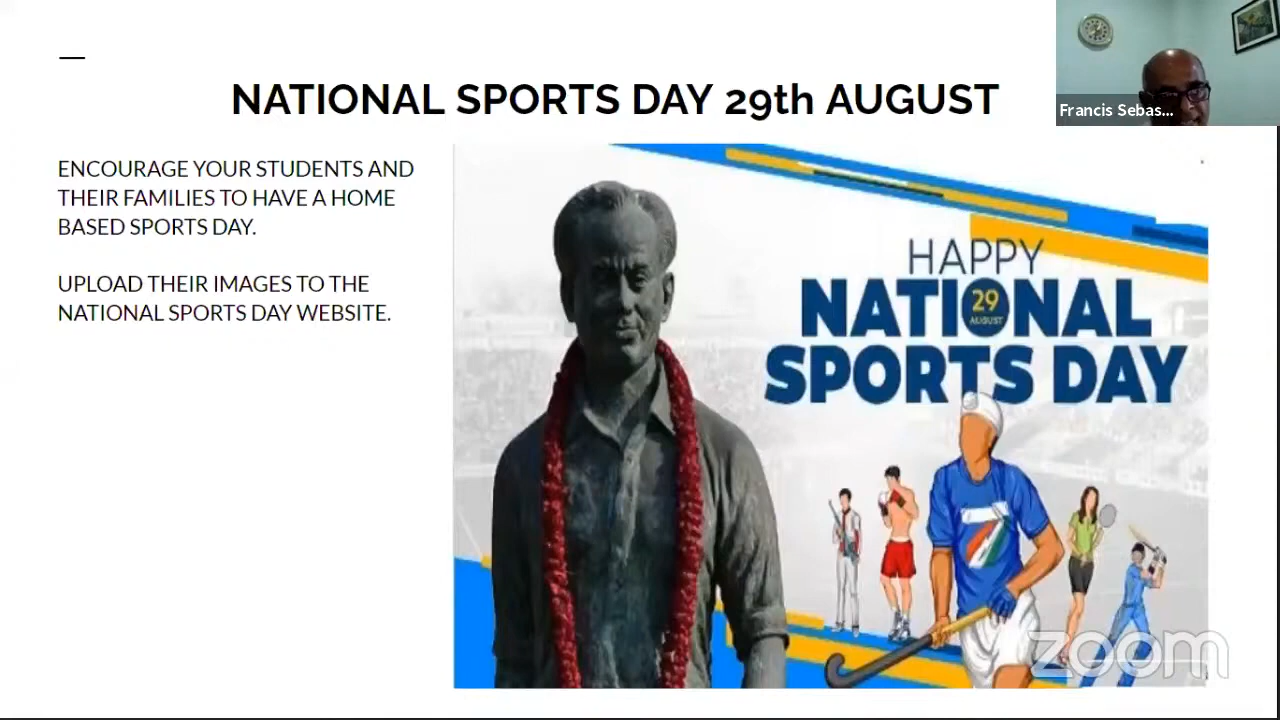 NATIONAL SPORTS DAY 29th AUGUST
Francis Sebas...
ENCOURAGE YOUR STUDENTS AND
THEIR FAMILIES TO HAVE A HOME
BASED SPORTS DAY.
UPLOAD THEIR IMAGES TO THE
NATIONAL SPORTS DAY WEBSITE.
HAPPY
NATIONAL
29
AUGUST
SPORTS DAY
7
zoom